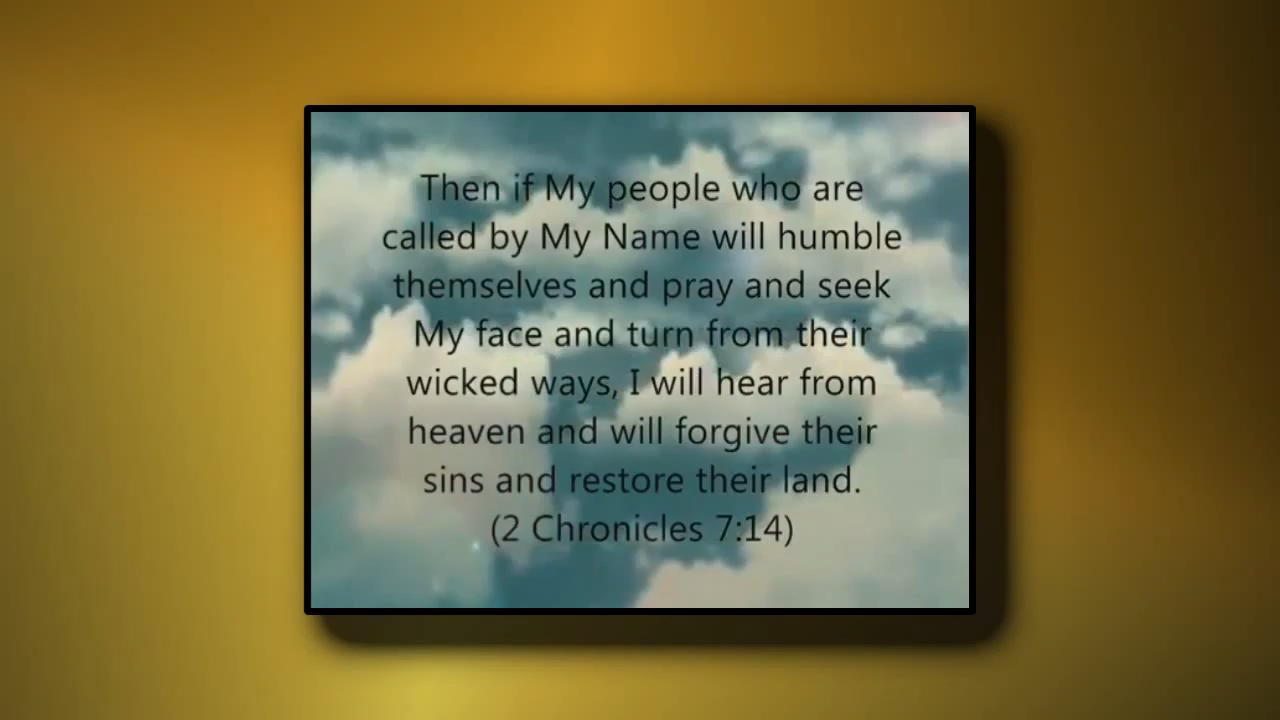 Then if My people who are
called by My Name will humble
themselves and pray and seek
My face and turn from their
wicked ways, I will hear from
heaven and will forgive their
sins and restore their land.
(2 Chronicles 7:14)